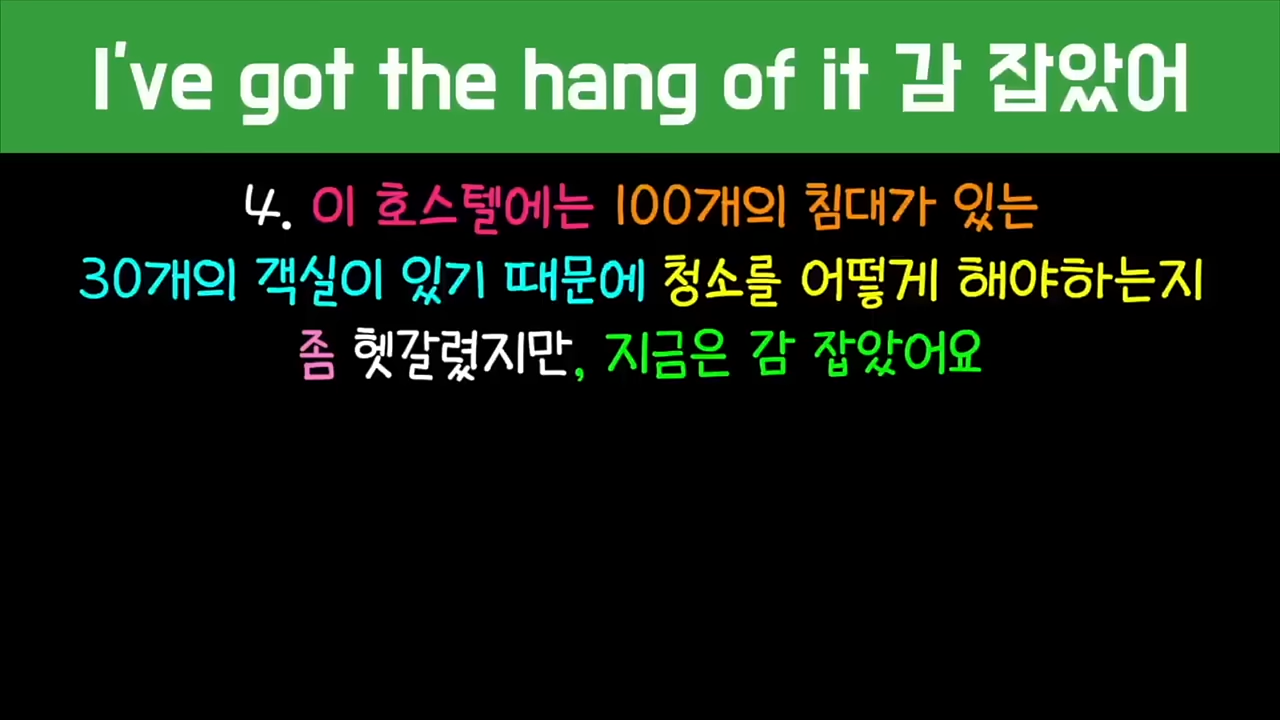 I've got the hang of it 감 잡았어
4. 이 호스텔에는 100개의 침대가 있는
30개의 객실이 있기 때문에 청소를 어떻게 해야하는지
좀 헷갈렸지만, 지금은 감 잡았어요